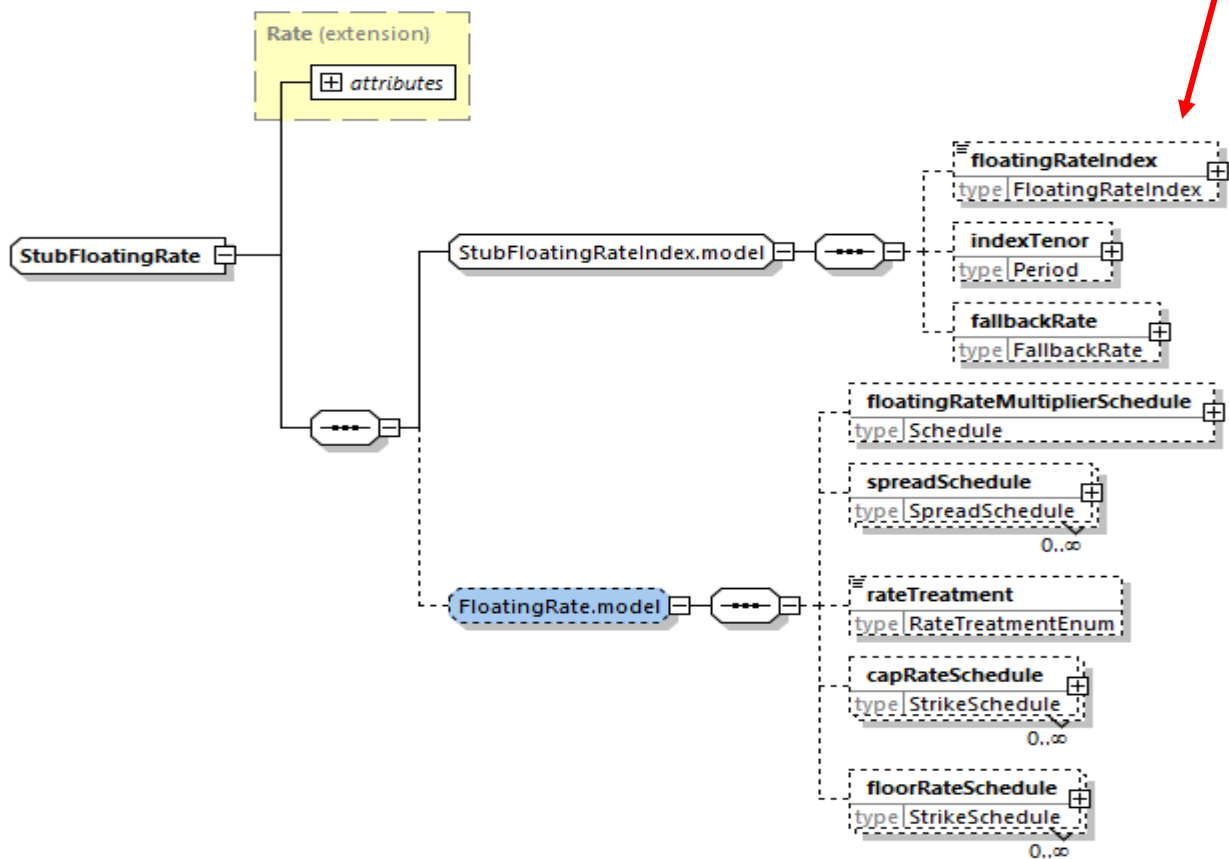 Rate (extension)
attributes
StubFloatingRate
StubFloatingRateIndex.model
floatingRateIndex
type FloatingRateIndex
indexTenor
type Period
fallbackRate
type FallbackRate
FloatingRate.model
floatingRateMultiplierSchedule
type Schedule
spreadSchedule
type SpreadSchedule
0..∞
rateTreatment
type RateTreatmentEnum
capRateSchedule
type StrikeSchedule
0..∞
floorRateSchedule
type StrikeSchedule
0..∞